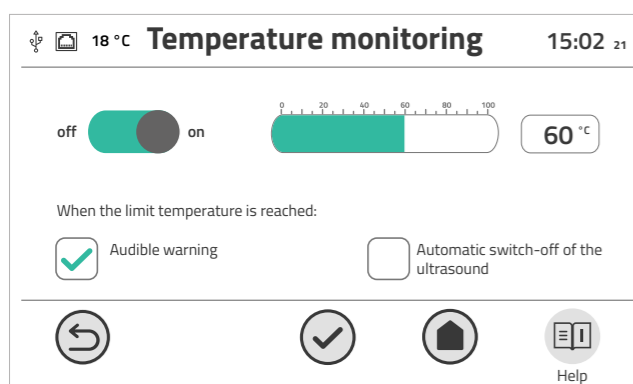 18 °C Temperature monitoring 15:02 21
0 20 40 60 80 100
off on 60 °C
When the limit temperature is reached:
Audible warning
Automatic switch-off of the
ultrasound
Help